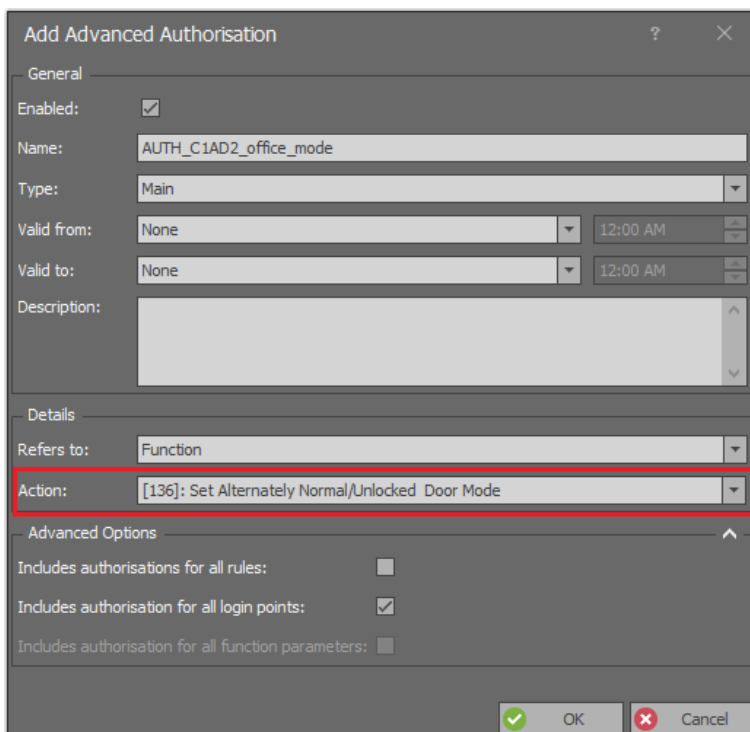 Add Advanced Authorisation ?
General
Enabled:
Name: AUTH_C1AD2_office_mode
Type: Main
Valid from: None 12:00 AM
Valid to: None 12:00 AM
Description:
Details
Refers to: Function
Action: [136]: Set Alternately Normal/Unlocked Door Mode
Advanced Options
Includes authorisations for all rules:
Includes authorisation for all login points:
Includes authorisation for all function parameters:
OK Cancel